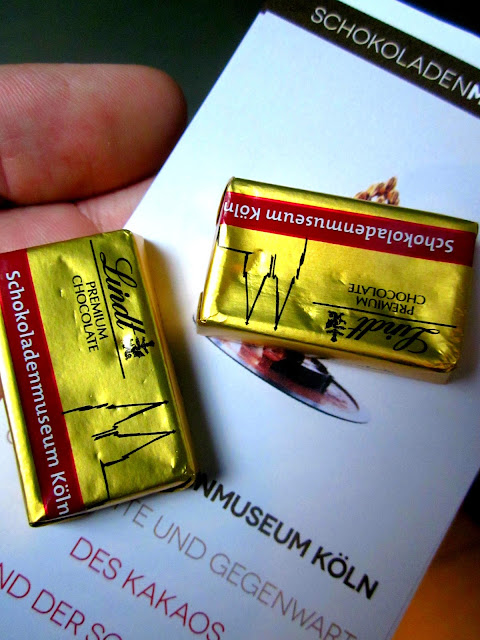 SCHOKOLADENM
Schokoladenmuseum Köln
Lindt
PREMIUM
CHOCOLATE
Schokoladenmuseum Köln
Lindt
PREMIUM
CHOCOLATE
NMUSEUM KÖLN
TE UND GEGENWART
DES KAKAOS
ND DER SC